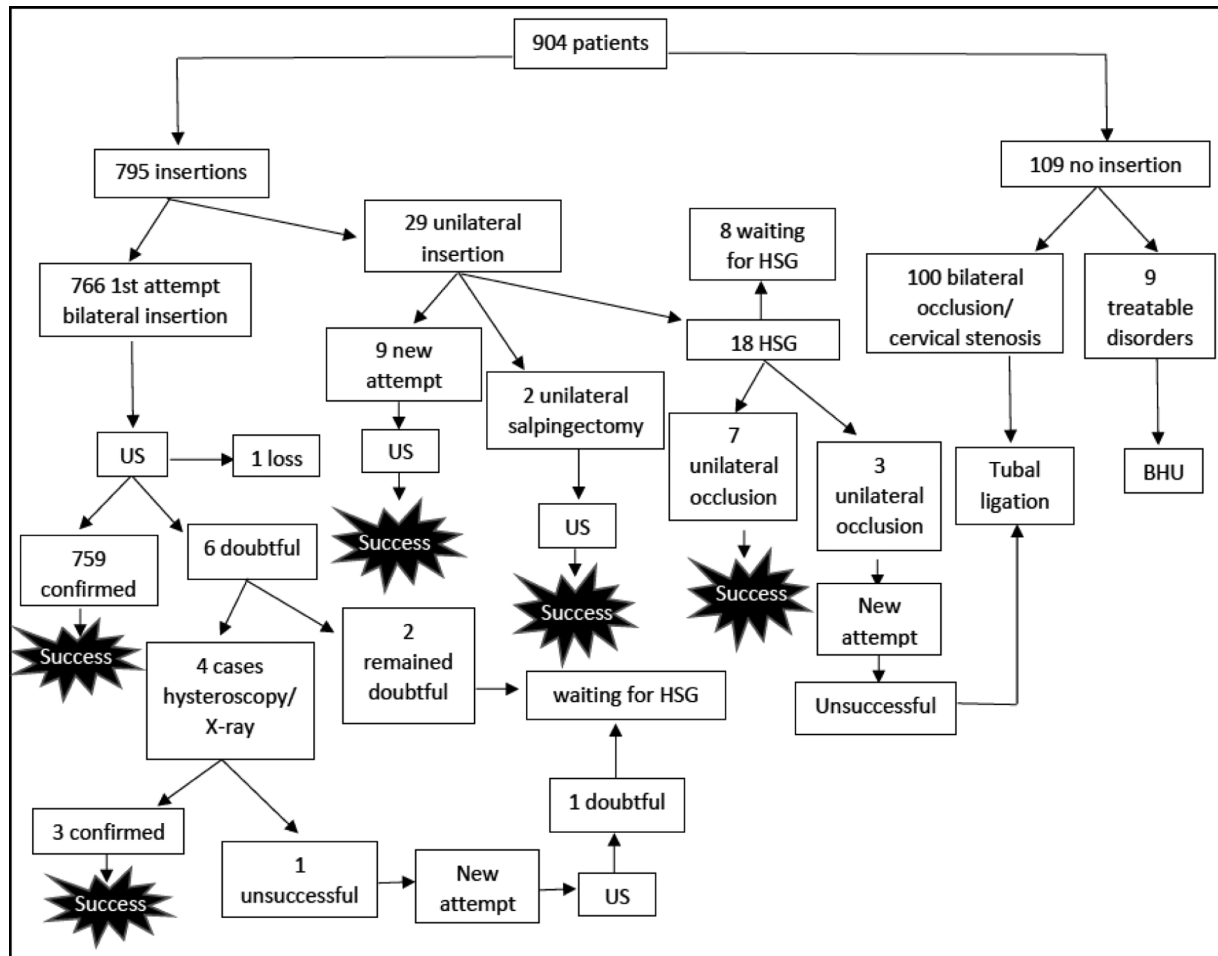 904 patients
795 insertions
109 no insertion
29 unilateral
insertion
8 waiting
for HSG
766 1st attempt
bilateral insertion
100 bilateral
occlusion/
cervical stenosis
9
treatable
disorders
18 HSG
9 new
attempt
2 unilateral
salpingectomy
7
unilateral
occlusion
3
unilateral
occlusion
US
1 loss
US
Tubal
ligation
BHU
US
Success
759
confirmed
6 doubtful
Success
Success
New
attempt
Success
2
remained
doubtful
4 cases
hysteroscopy/
X-ray
waiting for HSG
Unsuccessful
1 doubtful
3 confirmed
1
unsuccessful
New
attempt
US
Success